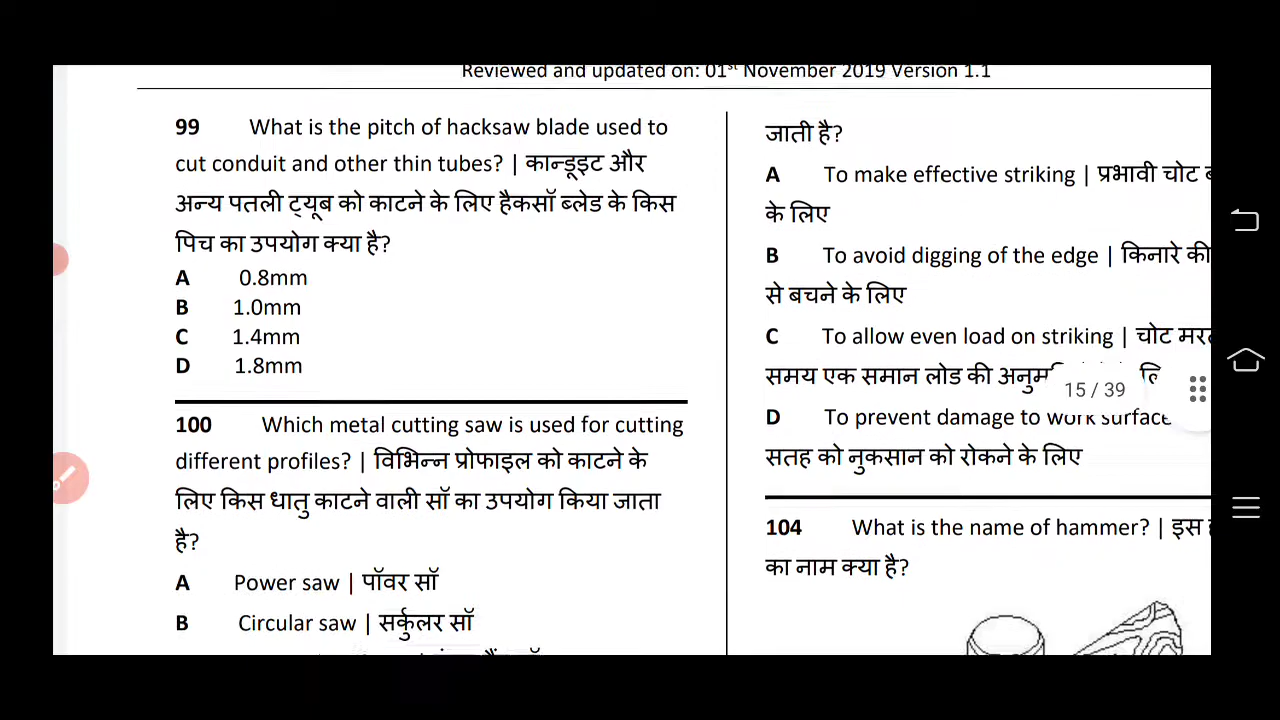 Reviewed and updated on: 01st November 2019 Version 1.1
99 What is the pitch of hacksaw blade used to
cut conduit and other thin tubes? | कान्डूइट और
अन्य पतली ट्यूब को काटने के लिए हैकसॉ ब्लेड के किस
पिच का उपयोग क्या है?
A 0.8mm
B 1.0mm
C 1.4mm
D 1.8mm
100 Which metal cutting saw is used for cutting
different profiles? | विभिन्न प्रोफाइल को काटने के
लिए किस धातु काटने वाली सॉ का उपयोग किया जाता
है?
A Power saw | पॉवर सॉ
B Circular saw | सर्कुलर सॉ
जाती है?
A To make effective striking | प्रभावी चोट
के लिए
B To avoid digging of the edge | किनारे की
से बचने के लिए
C To allow even load on striking | चोट
समय एक समान लोड की
D To prevent damage to work surface
सतह को नुकसान को रोकने के लिए
104 What is the name of hammer? | इस
का नाम क्या है?
15 / 39